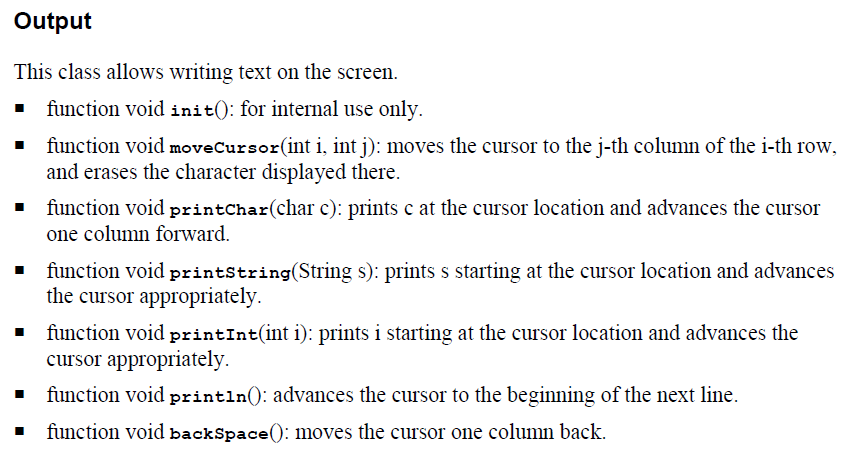 Output
This class allows writing text on the screen.
▪ function void init(): for internal use only.
▪ function void moveCursor(int i, int j): moves the cursor to the j-th column of the i-th row,
and erases the character displayed there.
▪ function void printChar(char c): prints c at the cursor location and advances the cursor
one column forward.
▪ function void printString(String s): prints s starting at the cursor location and advances
the cursor appropriately.
▪ function void printInt(int i): prints i starting at the cursor location and advances the
cursor appropriately.
▪ function void println(): advances the cursor to the beginning of the next line.
▪ function void backSpace(): moves the cursor one column back.